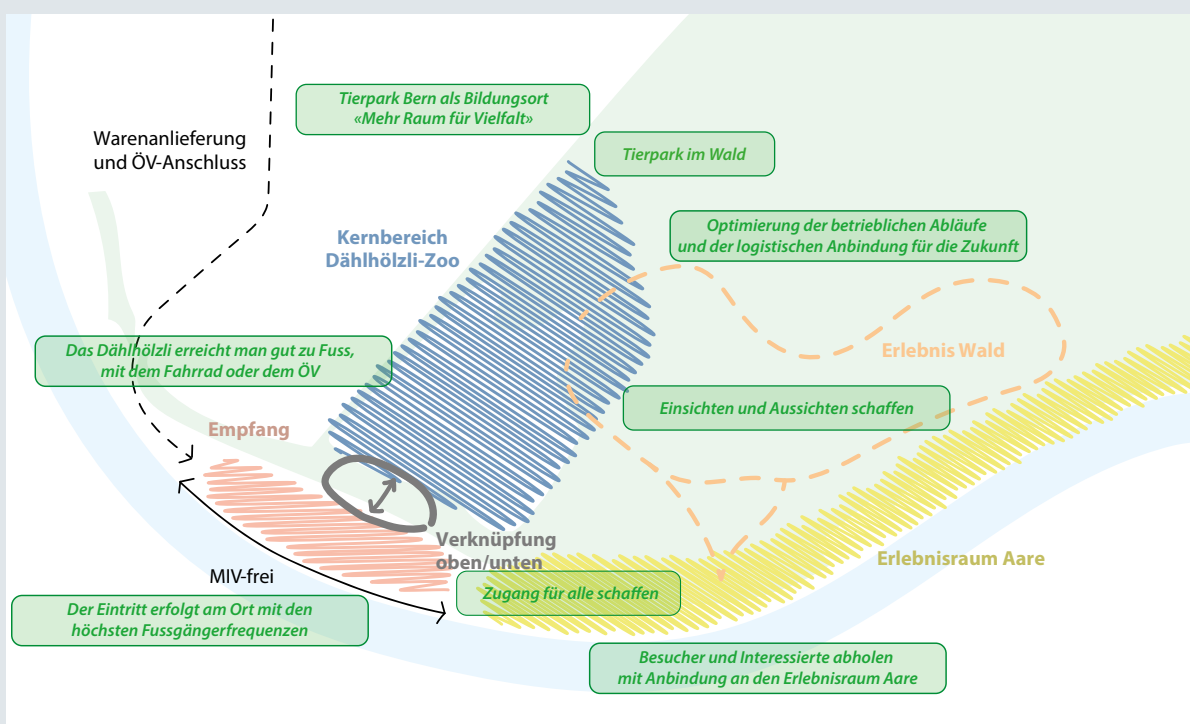 Tierpark Bern als Bildungsort
«Mehr Raum für Vielfalt»
Warenanlieferung
und ÖV-Anschluss
Tierpark im Wald
Optimierung der betrieblichen Abläufe
und der logistischen Anbindung für die Zukunft
Kernbereich
Dählhölzli-Zoo
Das Dählhölzli erreicht man gut zu Fuss,
mit dem Fahrrad oder dem ÖV
Erlebnis Wald
Einsichten und Aussichten schaffen
Empfang
Verknüpfung
oben/unten
Erlebnisraum Aare
MIV-frei
Zugang für alle schaffen
Der Eintritt erfolgt am Ort mit den
höchsten Fussgängerfrequenzen
Besucher und Interessierte abholen
mit Anbindung an den Erlebnisraum Aare